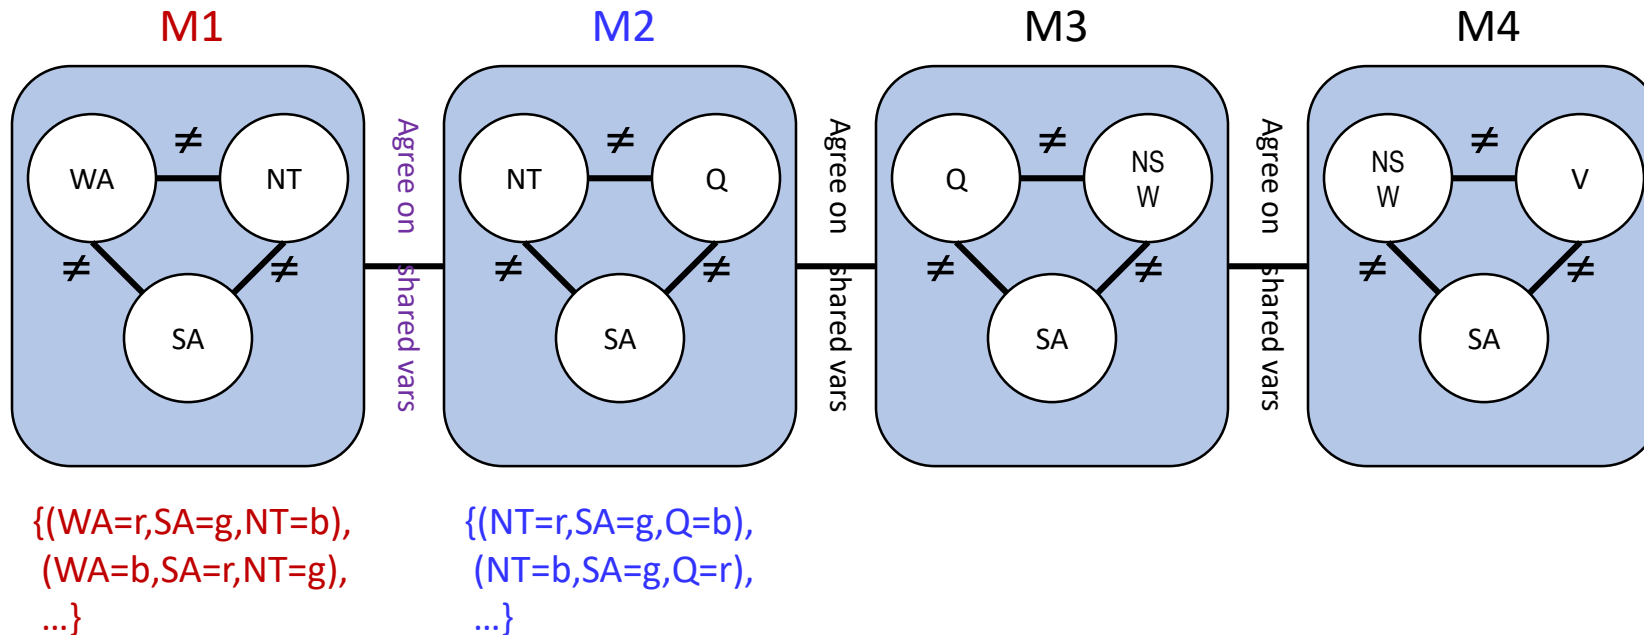 M1
M2
M3
M4
≠
WA
NT
≠
≠
SA
Agree on shared vars
≠
NT
Q
≠
≠
SA
Agree on shared vars
≠
Q
NS
W
≠
≠
SA
Agree on shared vars
≠
NS
W
V
≠
≠
SA
{(WA=r,SA=g,NT=b),
(WA=b,SA=r,NT=g),
...}
{(NT=r,SA=g,Q=b),
(NT=b,SA=g,Q=r),
...}